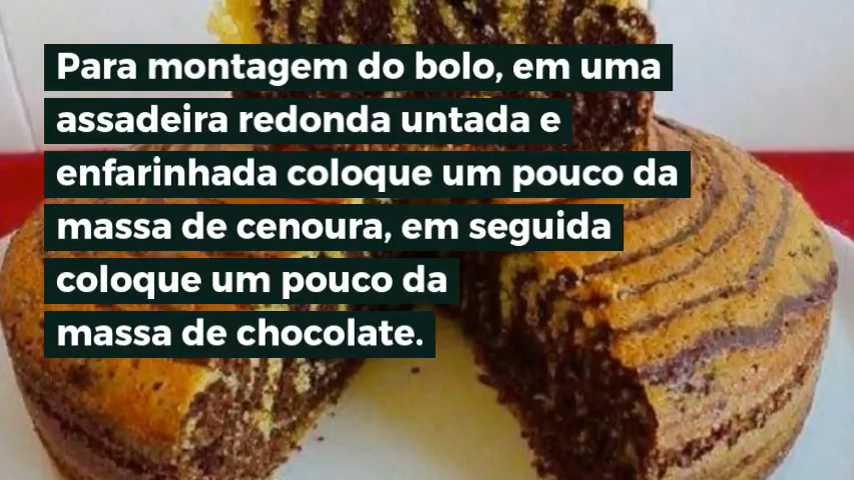 Para montagem do bolo, em uma
assadeira redonda untada e
enfarinhada coloque um pouco da
massa de cenoura, em seguida
coloque um pouco da
massa de chocolate.